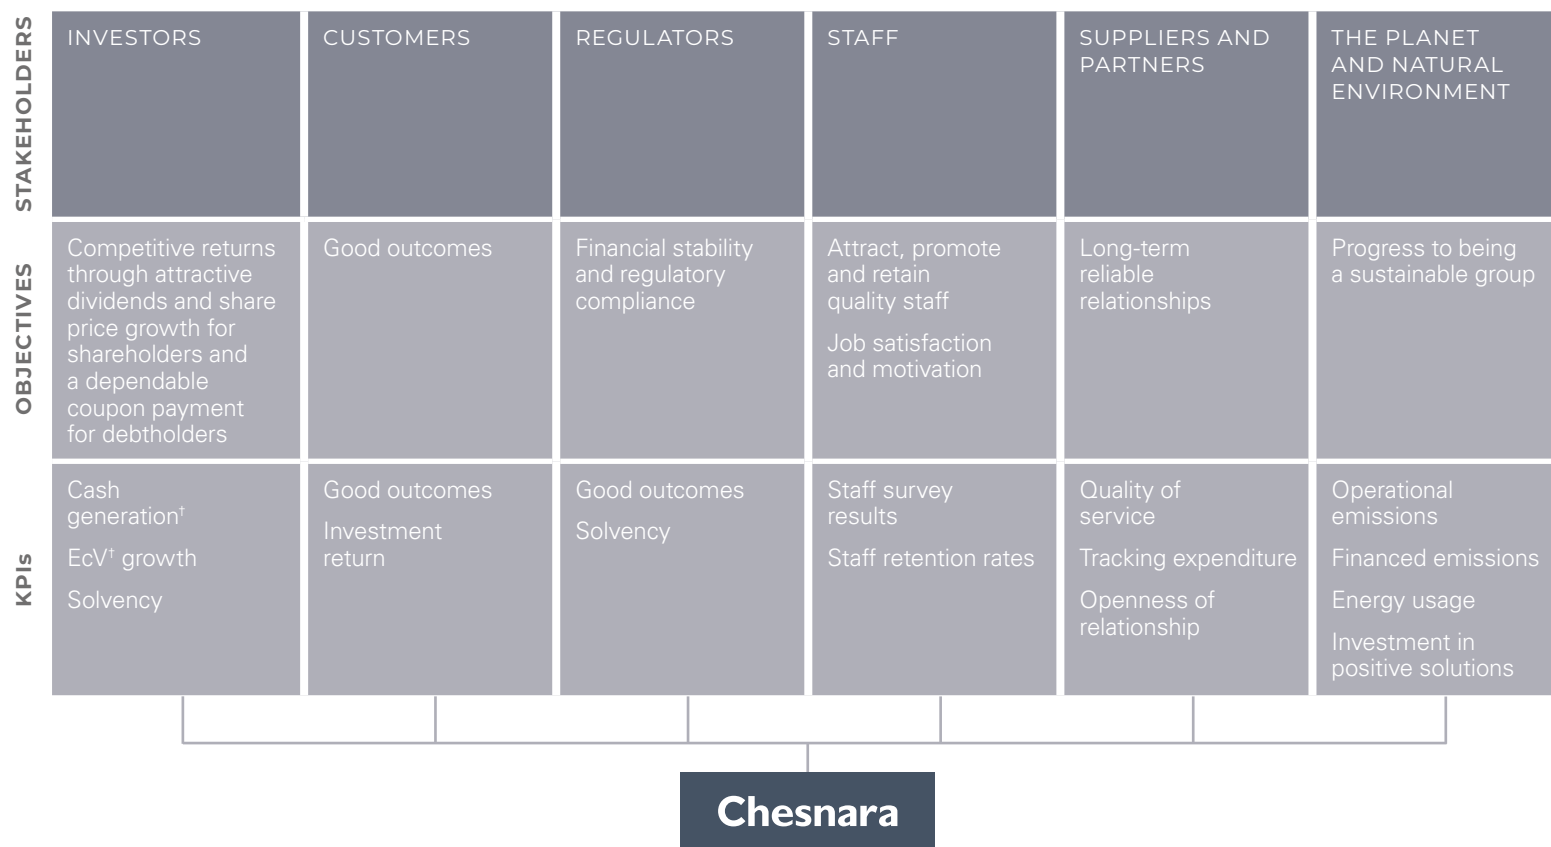 STAKEHOLDERS
INVESTORS
CUSTOMERS
REGULATORS
STAFF
SUPPLIERS AND
PARTNERS
THE PLANET
AND NATURAL
ENVIRONMENT
OBJECTIVES
Competitive returns
through attractive
dividends and share
price growth for
shareholders and
a dependable
coupon payment
for debtholders
Good outcomes
Financial stability
and regulatory
compliance
Attract, promote
and retain
quality staff
Job satisfaction
and motivation
Long-term
reliable
relationships
Progress to being
a sustainable group
KPIs
Cash
generation†
EcV† growth
Solvency
Good outcomes
Investment
return
Good outcomes
Solvency
Staff survey
results
Staff retention rates
Quality of
service
Tracking expenditure
Openness of
relationship
Operational
emissions
Financed emissions
Energy usage
Investment in
positive solutions
Chesnara